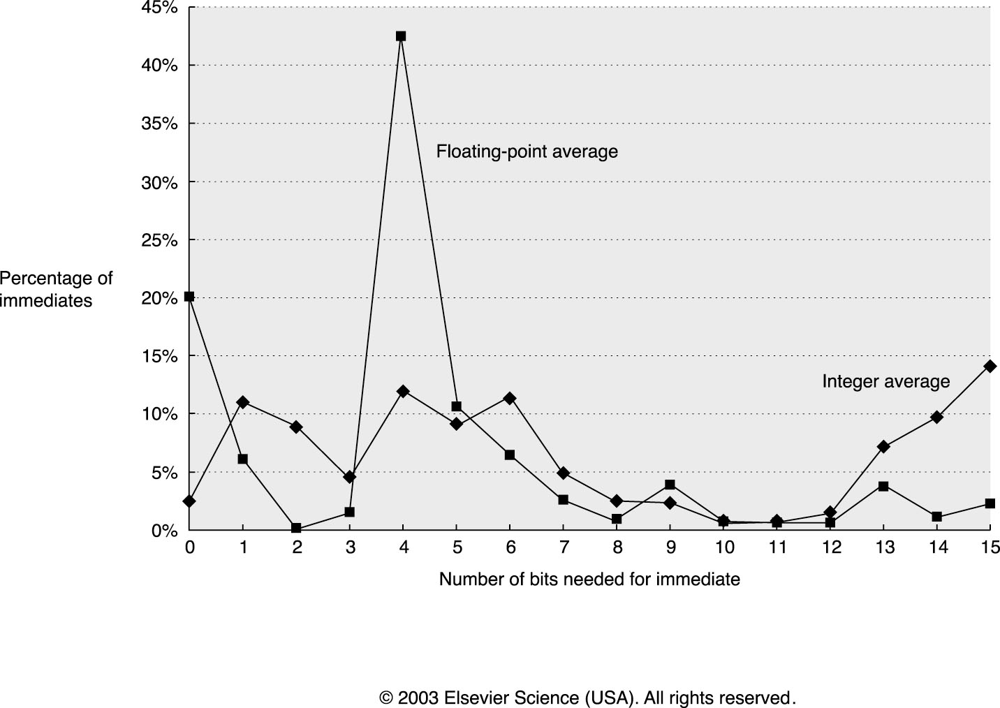 45%
40%
35%
Floating-point average
30%
25%
Percentage of
immediates
20%
15%
Integer average
10%
5%
0%
0 1 2 3 4 5 6 7 8 9 10 11 12 13 14 15
Number of bits needed for immediate
© 2003 Elsevier Science (USA). All rights reserved.